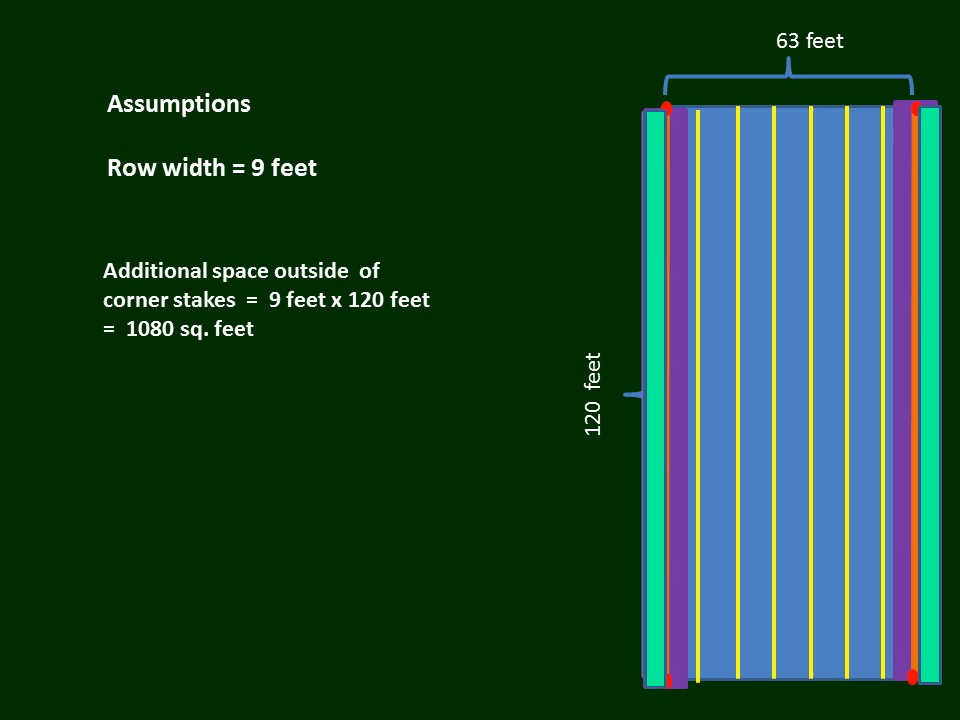 63 feet
Assumptions
Row width = 9 feet
Additional space outside of
corner stakes = 9 feet x 120 feet
= 1080 sq. feet
120 feet